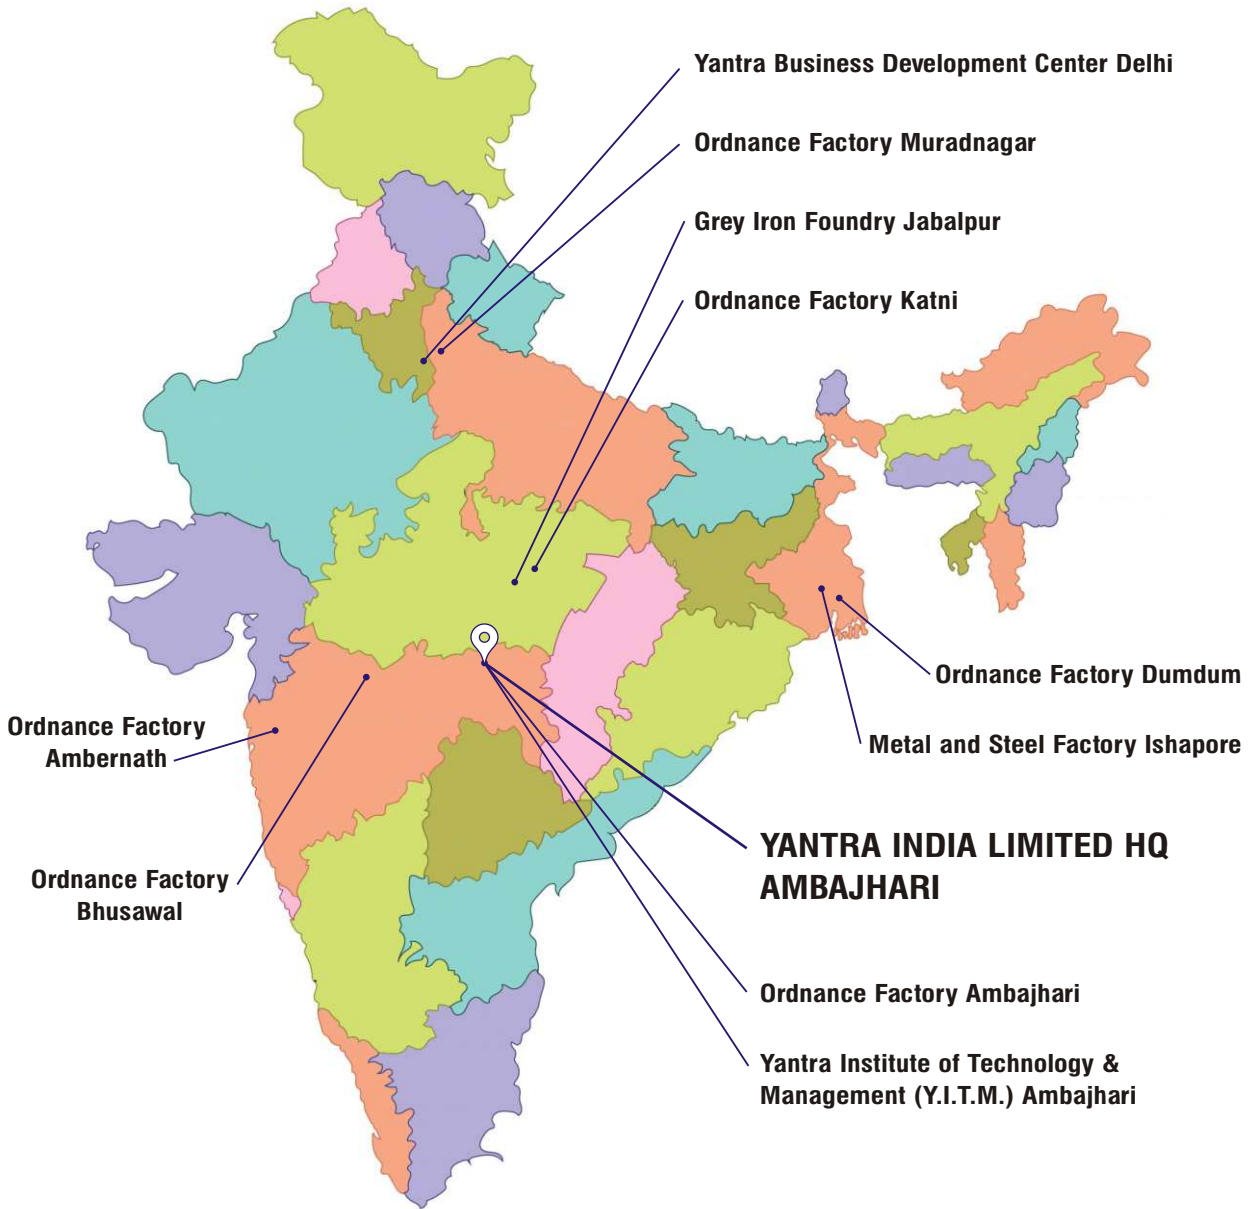 Yantra Business Development Center Delhi
Ordnance Factory Muradnagar
Grey Iron Foundry Jabalpur
Ordnance Factory Katni
Ordnance Factory Dumdum
Metal and Steel Factory Ishapore
Ordnance Factory
Ambernath
YANTRA INDIA LIMITED HQ
AMBAJHARI
Ordnance Factory
Bhusawal
Ordnance Factory Ambajhari
Yantra Institute of Technology &
Management (Y.I.T.M.) Ambajhari